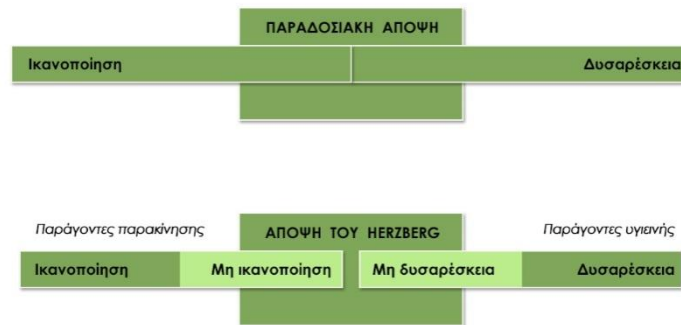 ΠΑΡΑΔΟΣΙΑΚΗ ΑΠΟΨΗ
Ικανοποίηση Δυσαρέσκεια
Παράγοντες παρακίνησης ΑΠΟΨΗ ΤΟΥ HERZBERG Παράγοντες υγιεινής
Ικανοποίηση Μη ικανοποίηση Μη δυσαρέσκεια Δυσαρέσκεια